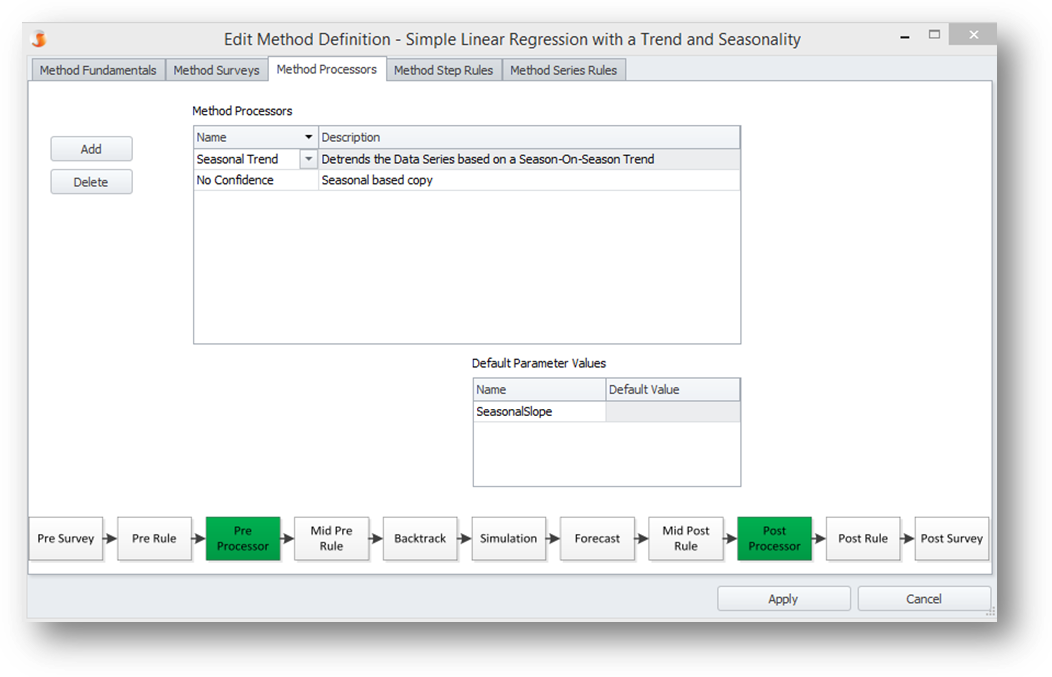 Edit Method Definition - Simple Linear Regression with a Trend and Seasonality
Method Fundamentals Method Surveys Method Processors Method Step Rules Method Series Rules
Method Processors
Add
Delete
Name Description
Seasonal Trend Detrends the Data Series based on a Season-On-Season Trend
No Confidence Seasonal based copy
Default Parameter Values
Name Default Value
SeasonalSlope
Pre Survey
Pre Rule
Pre
Processor
Mid Pre
Rule
Backtrack
Simulation
Forecast
Mid Post
Rule
Post
Processor
Post Rule
Post Survey
Apply Cancel